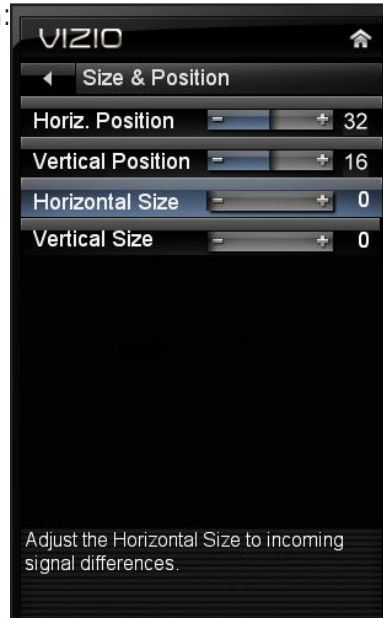 VIZIO
Size & Position
Horiz. Position - + 32
Vertical Position - + 16
Horizontal Size - + 0
Vertical Size - + 0
Adjust the Horizontal Size to incoming
signal differences.